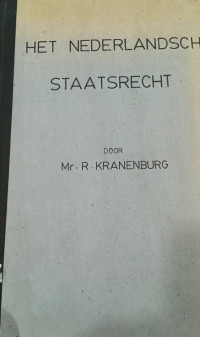 HET NEDERLANDSCH
STAATSRECHT
DOOR
Mr. R. KRANENBURG